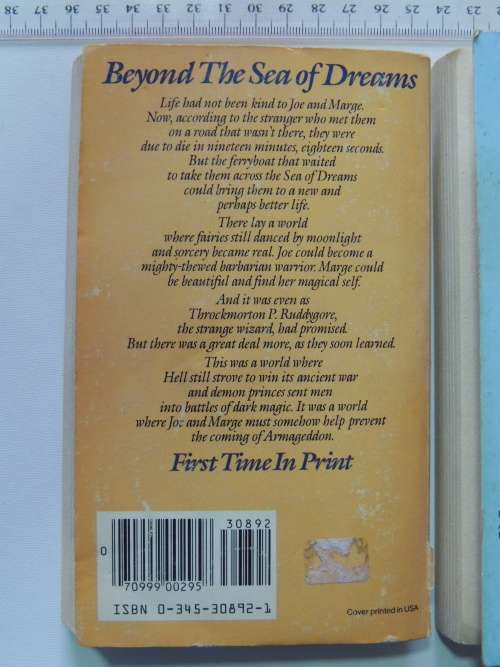 39 38 37 36 35 34 33 32 31 30 29 28 27 26 25 24 23
Beyond The Sea of Dreams
Life had not been kind to Joe and Marge.
Now, according to the stranger who met them
on a road that wasn't there, they were
due to die in nineteen minutes, eighteen seconds.
But the ferryboat that waited
to take them across the Sea of Dreams
could bring them to a new and
perhaps better life.
There lay a world
where fairies still danced by moonlight
and sorcery became real. Joe could become a
mighty-thewed barbarian warrior. Marge could
be beautiful and find her magical self.
And it was even as
Throckmorton P. Ruddygore,
the strange wizard, had promised.
But there was a great deal more, as they soon learned.
This was a world where
Hell still strove to win its ancient war
and demon princes sent men
into battles of dark magic. It was a world
where Joe and Marge must somehow help prevent
the coming of Armageddon.
First Time In Print
30892
0
70999 00295
ISBN 0-345-30892-1
Cover printed in USA